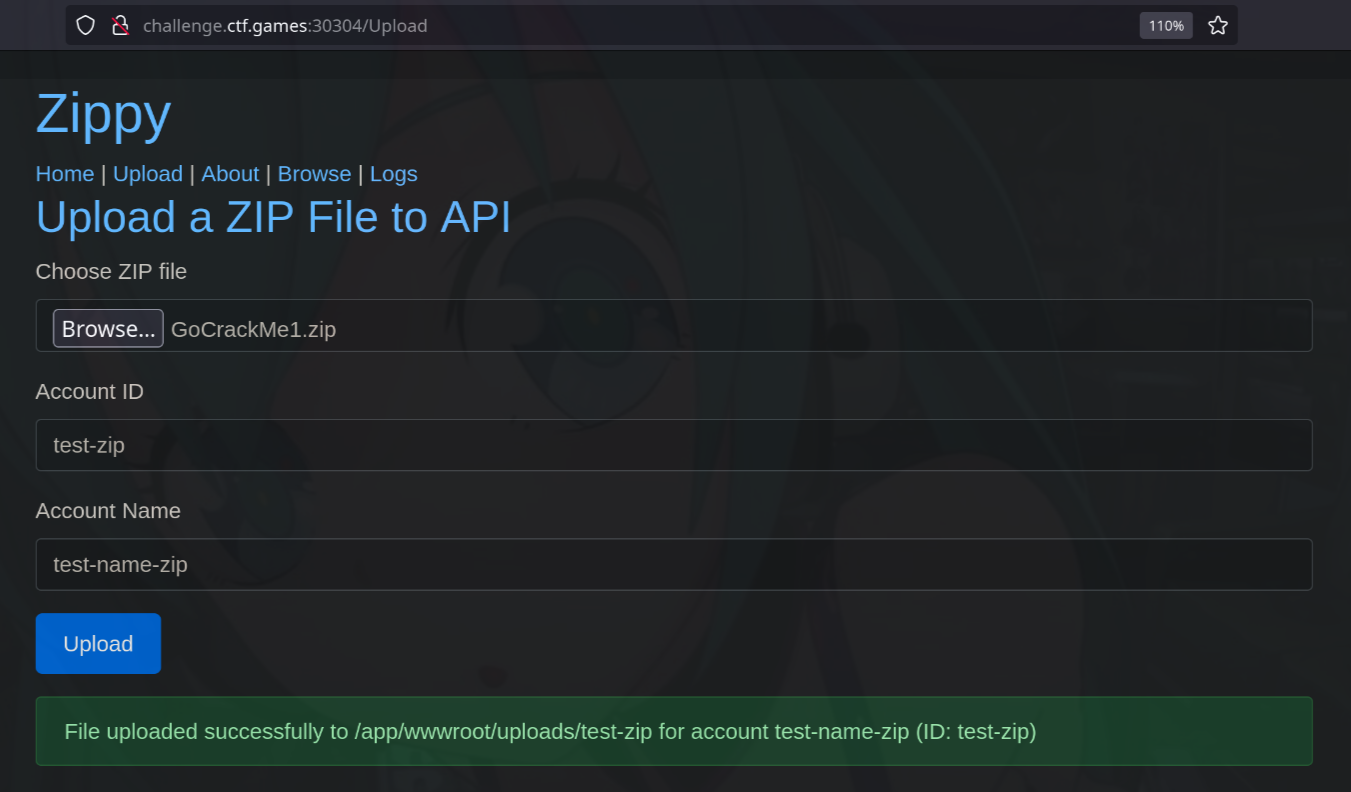 challenge.ctf.games:30304/Upload 110%
Zippy
Home | Upload | About | Browse | Logs
Upload a ZIP File to API
Choose ZIP file
Browse... GoCrackMe1.zip
Account ID
test-zip
Account Name
test-name-zip
Upload
File uploaded successfully to /app/wwwroot/uploads/test-zip for account test-name-zip (ID: test-zip)